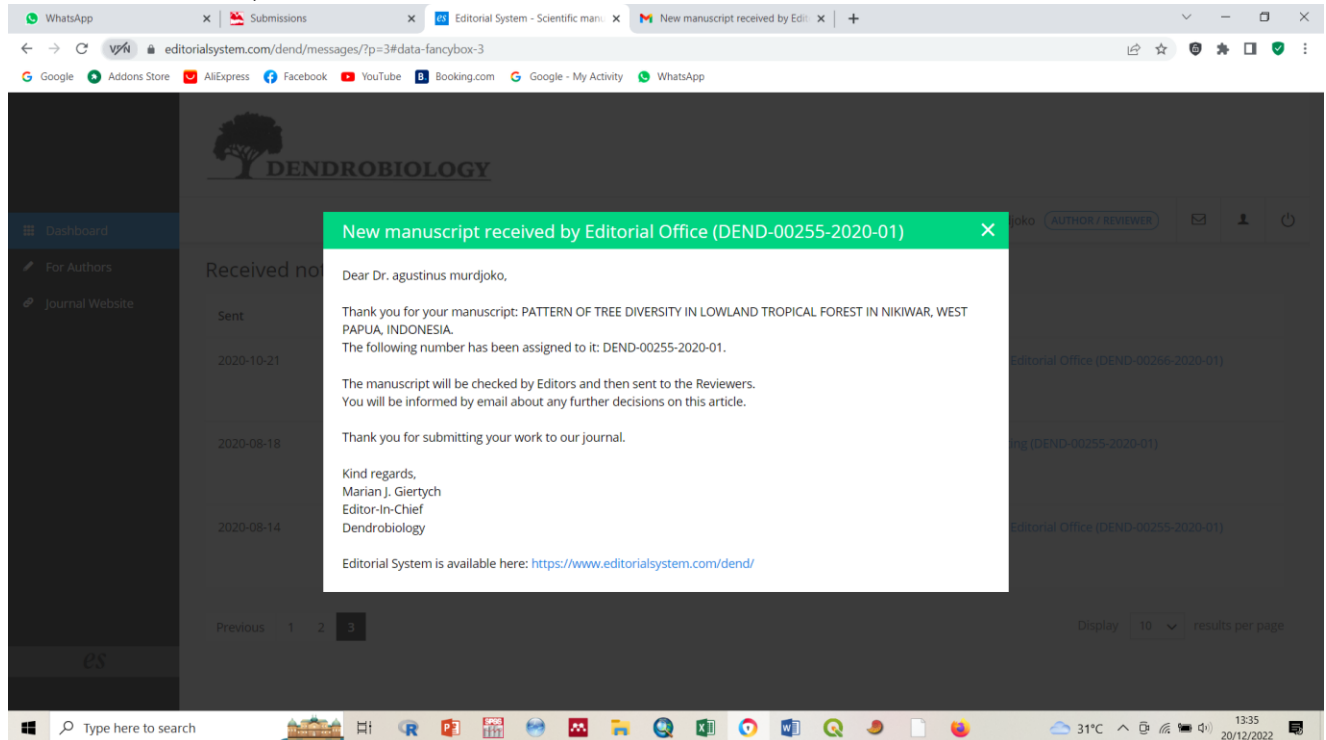 WhatsApp
Submissions
Editorial System - Scientific manu
New manuscript received by Edit
editorialsystem.com/dend/messages/?p=3#data-fancybox-3
Google
Addons Store
AliExpress
Facebook
YouTube
Booking.com
Google - My Activity
WhatsApp
DENDROBIOLOGY
Dashboard
For Authors
Journal Website
joko
AUTHOR / REVIEWER
Received no
Sent
2020-10-21
Editorial Office (DEND-00266-2020-01)
2020-08-18
ing (DEND-00255-2020-01)
2020-08-14
Editorial Office (DEND-00255-2020-01)
New manuscript received by Editorial Office (DEND-00255-2020-01)
Dear Dr. agustinus murdjoko,
Thank you for your manuscript: PATTERN OF TREE DIVERSITY IN LOWLAND TROPICAL FOREST IN NIKIWAR, WEST
PAPUA, INDONESIA.
The following number has been assigned to it: DEND-00255-2020-01.
The manuscript will be checked by Editors and then sent to the Reviewers.
You will be informed by email about any further decisions on this article.
Thank you for submitting your work to our journal.
Kind regards,
Marian J. Giertych
Editor-In-Chief
Dendrobiology
Editorial System is available here: https://www.editorialsystem.com/dend/
Previous 1 2 3
Display 10 results per page
es
Type here to search
31°C
13:35
20/12/2022